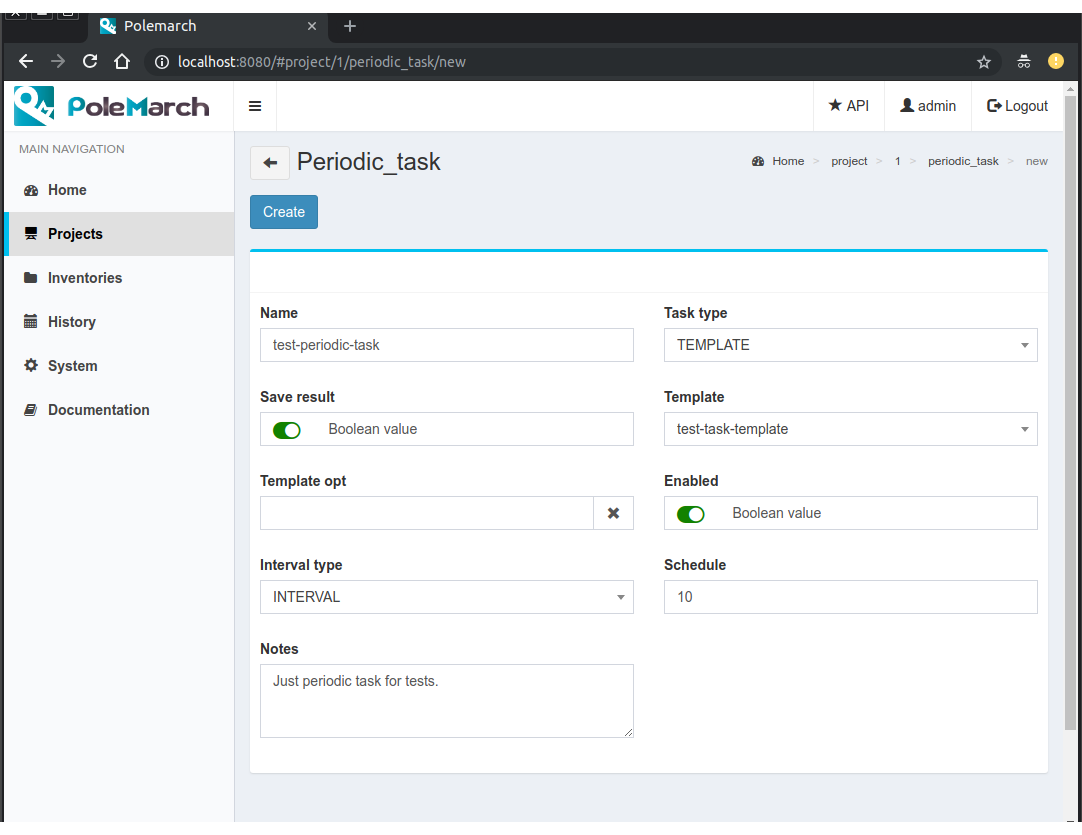 Polemarch
localhost:8080/#project/1/periodic_task/new
PoleMarch
API
admin
Logout
MAIN NAVIGATION
Home
Projects
Inventories
History
System
Documentation
Periodic_task
Home > project > 1 > periodic_task > new
Create
Name
test-periodic-task
Task type
TEMPLATE
Save result
Boolean value
Template
test-task-template
Template opt
Enabled
Boolean value
Interval type
INTERVAL
Schedule
10
Notes
Just periodic task for tests.